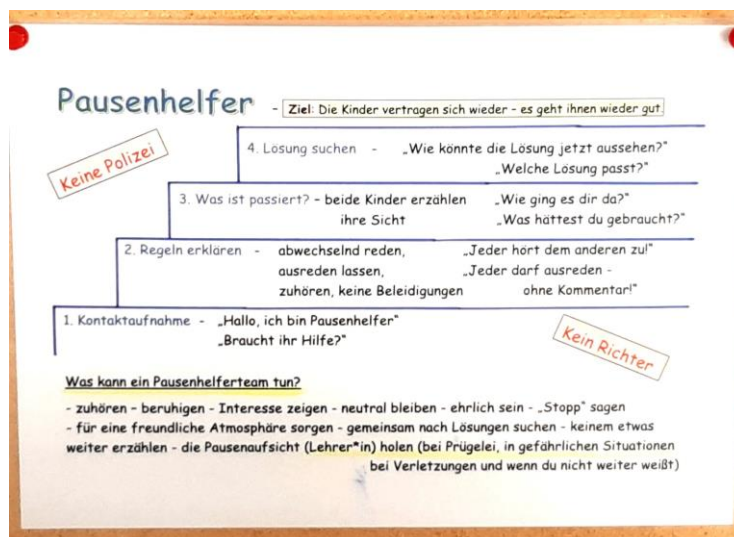 Pausenhelfer - Ziel: Die Kinder vertragen sich wieder - es geht ihnen wieder gut
Keine Polizei
4. Lösung suchen - „Wie könnte die Lösung jetzt aussehen?"
„Welche Lösung passt?"
3. Was ist passiert? - beide Kinder erzählen „Wie ging es dir da?"
ihre Sicht „Was hättest du gebraucht?"
2. Regeln erklären - abwechselnd reden, „Jeder hört dem anderen zu!"
ausreden lassen, „Jeder darf ausreden -
zuhören, keine Beleidigungen ohne Kommentar!"
1. Kontaktaufnahme - „Hallo, ich bin Pausenhelfer"
„Braucht ihr Hilfe?"
Kein Richter
Was kann ein Pausenhelferteam tun?
- zuhören - beruhigen - Interesse zeigen - neutral bleiben - ehrlich sein - „Stopp" sagen
- für eine freundliche Atmosphäre sorgen - gemeinsam nach Lösungen suchen - keinem etwas
weiter erzählen - die Pausenaufsicht (Lehrer*in) holen (bei Prügelei, in gefährlichen Situationen
bei Verletzungen und wenn du nicht weiter weißt)